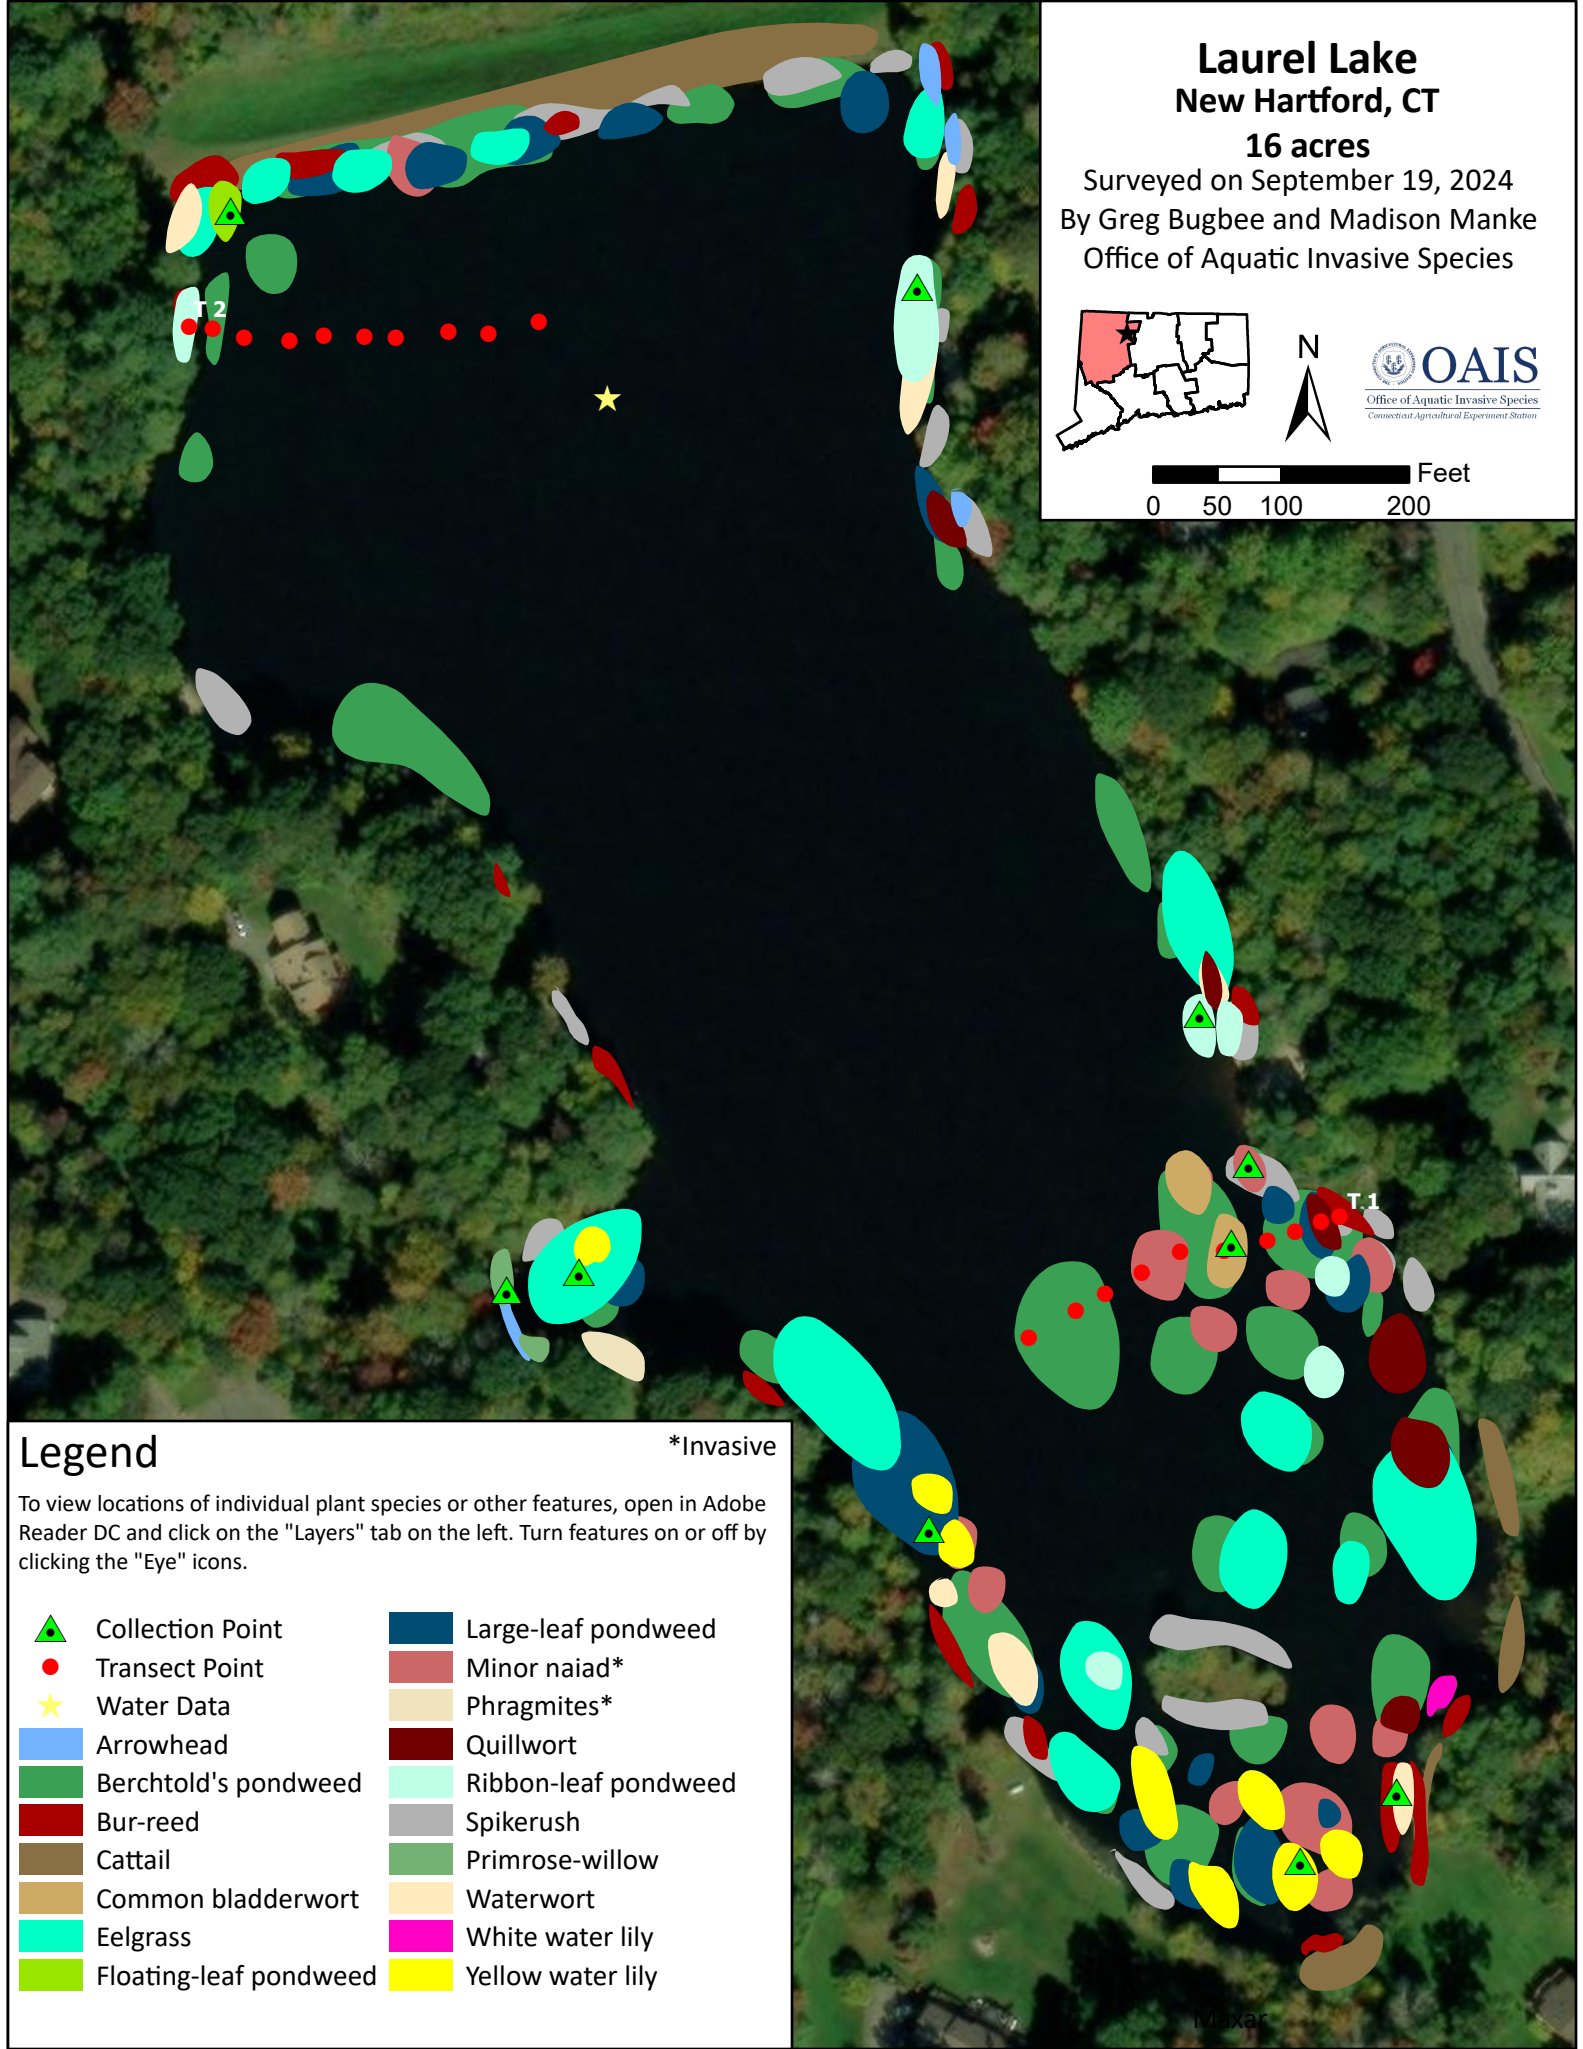 Laurel Lake
New Hartford, CT
16 acres
Surveyed on September 19, 2024
By Greg Bugbee and Madison Manke
Office of Aquatic Invasive Species
N
OAIS
Office of Aquatic Invasive Species
Connecticut Agricultural Experiment Station
Feet
0 50 100 200
T 2
T 1
Legend
*Invasive
To view locations of individual plant species or other features, open in Adobe
Reader DC and click on the "Layers" tab on the left. Turn features on or off by
clicking the "Eye" icons.
Collection Point
Transect Point
Water Data
Arrowhead
Berchtold's pondweed
Bur-reed
Cattail
Common bladderwort
Eelgrass
Floating-leaf pondweed
Large-leaf pondweed
Minor naiad*
Phragmites*
Quillwort
Ribbon-leaf pondweed
Spikerush
Primrose-willow
Waterwort
White water lily
Yellow water lily
Maxar